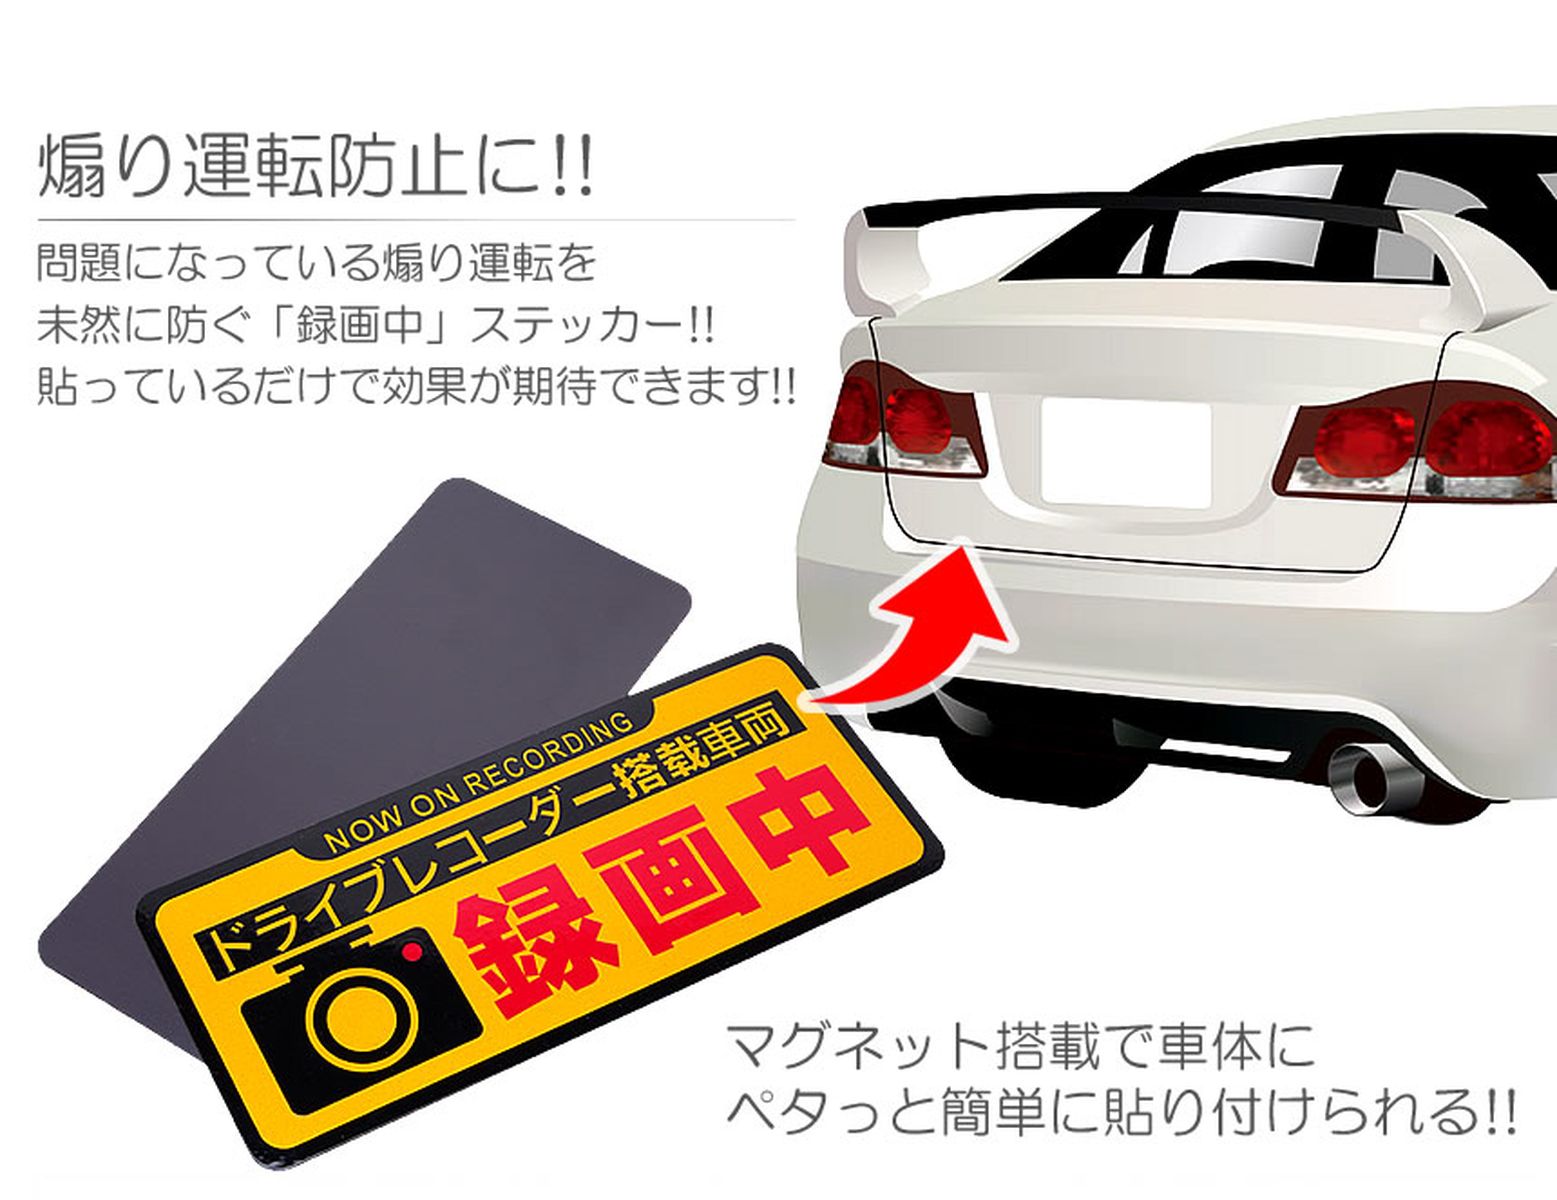 煽り運転防止に!!
問題になっている煽り運転を
未然に防ぐ「録画中」ステッカー!!
貼っているだけで効果が期待できます!!
NOW ON RECORDING
ドライブレコーダー搭載車両
録画中
マグネット搭載で車体に
ペタっと簡単に貼り付けられる!!